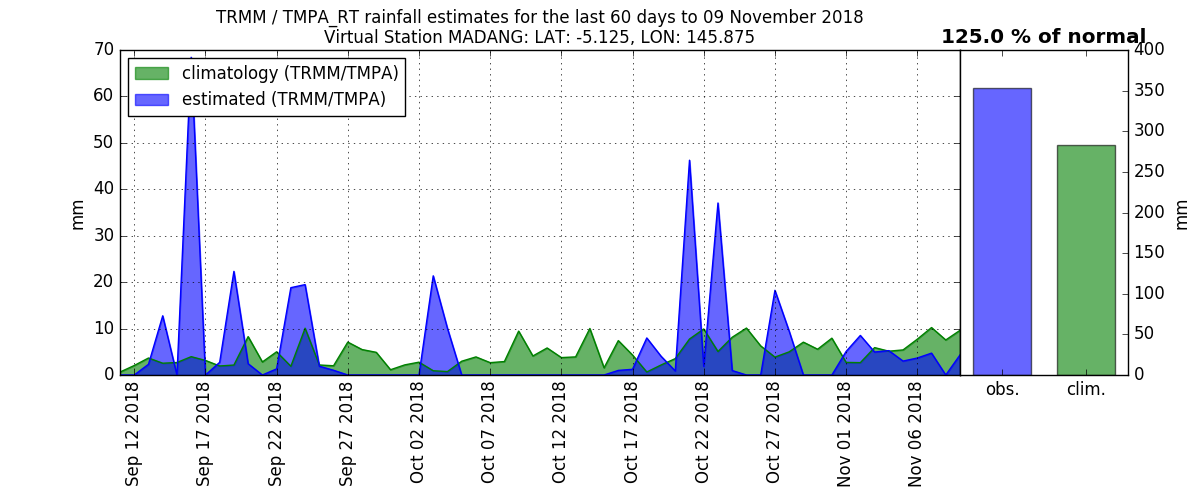 TRMM / TMPA_RT rainfall estimates for the last 60 days to 09 November 2018
Virtual Station MADANG: LAT: -5.125, LON: 145.875
125.0 % of normal
climatology (TRMM/TMPA)
estimated (TRMM/TMPA)
70
60
50
40
30
20
10
0
mm
Sep 12 2018
Sep 17 2018
Sep 22 2018
Sep 27 2018
Oct 02 2018
Oct 07 2018
Oct 12 2018
Oct 17 2018
Oct 22 2018
Oct 27 2018
Nov 01 2018
Nov 06 2018
400
350
300
250
200
150
100
50
0
mm
obs.
clim.